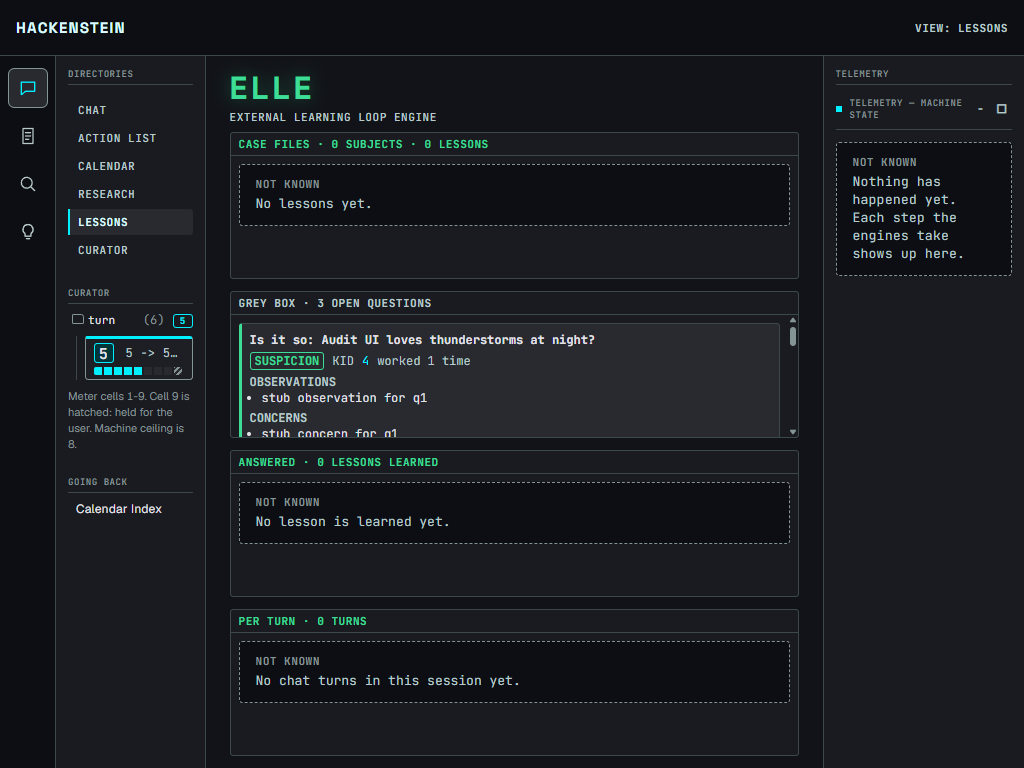 HACKENSTEIN
VIEW: LESSONS
DIRECTORIES
CHAT
ACTION LIST
CALENDAR
RESEARCH
LESSONS
CURATOR
CURATOR
turn (6) 5
5 5 -> 5…
Meter cells 1-9. Cell 9 is
hatched: held for the
user. Machine ceiling is
8.
GOING BACK
Calendar Index
ELLE
EXTERNAL LEARNING LOOP ENGINE
CASE FILES · 0 SUBJECTS · 0 LESSONS
NOT KNOWN
No lessons yet.
GREY BOX · 3 OPEN QUESTIONS
Is it so: Audit UI loves thunderstorms at night?
SUSPICION KID 4 worked 1 time
OBSERVATIONS
• stub observation for q1
CONCERNS
• stub concern for q1
ANSWERED · 0 LESSONS LEARNED
NOT KNOWN
No lesson is learned yet.
PER TURN · 0 TURNS
NOT KNOWN
No chat turns in this session yet.
TELEMETRY
TELEMETRY — MACHINE
STATE
NOT KNOWN
Nothing has
happened yet.
Each step the
engines take
shows up here.